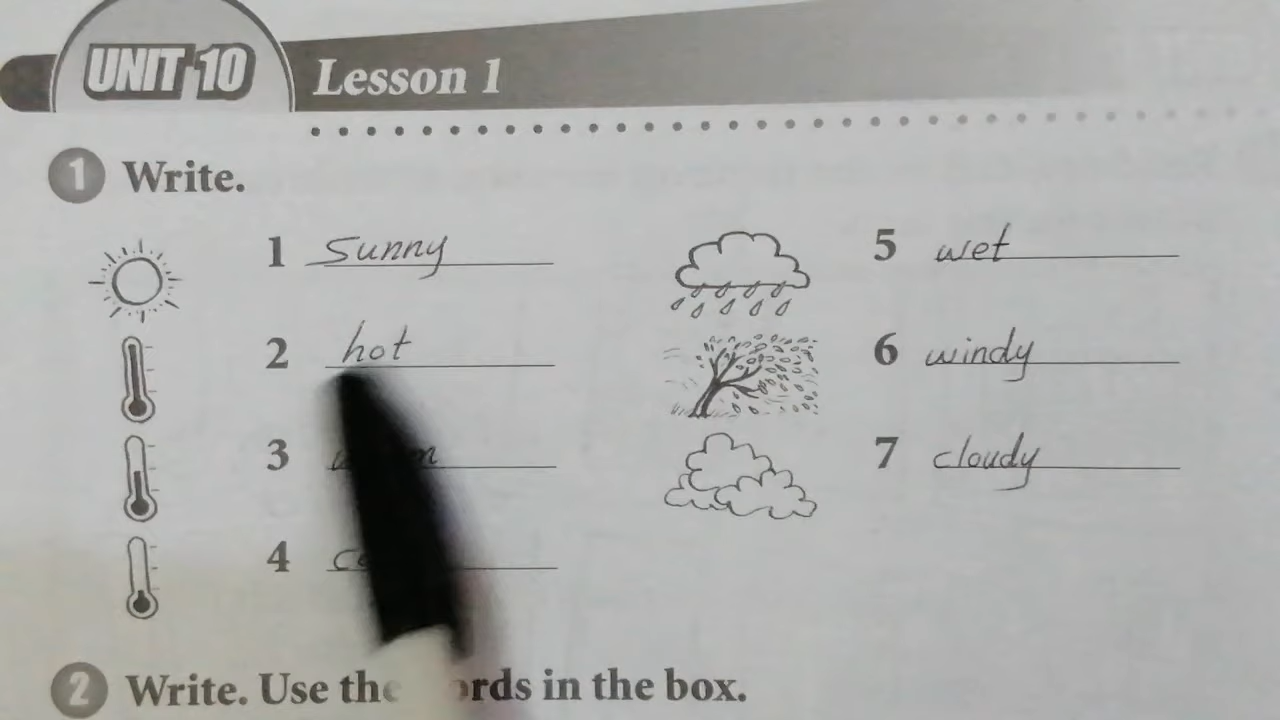 UNIT 10
Lesson 1
1 Write.
1 Sunny
2 hot
3
4
5 wet
6 windy
7 cloudy
2 Write. Use the in the box.